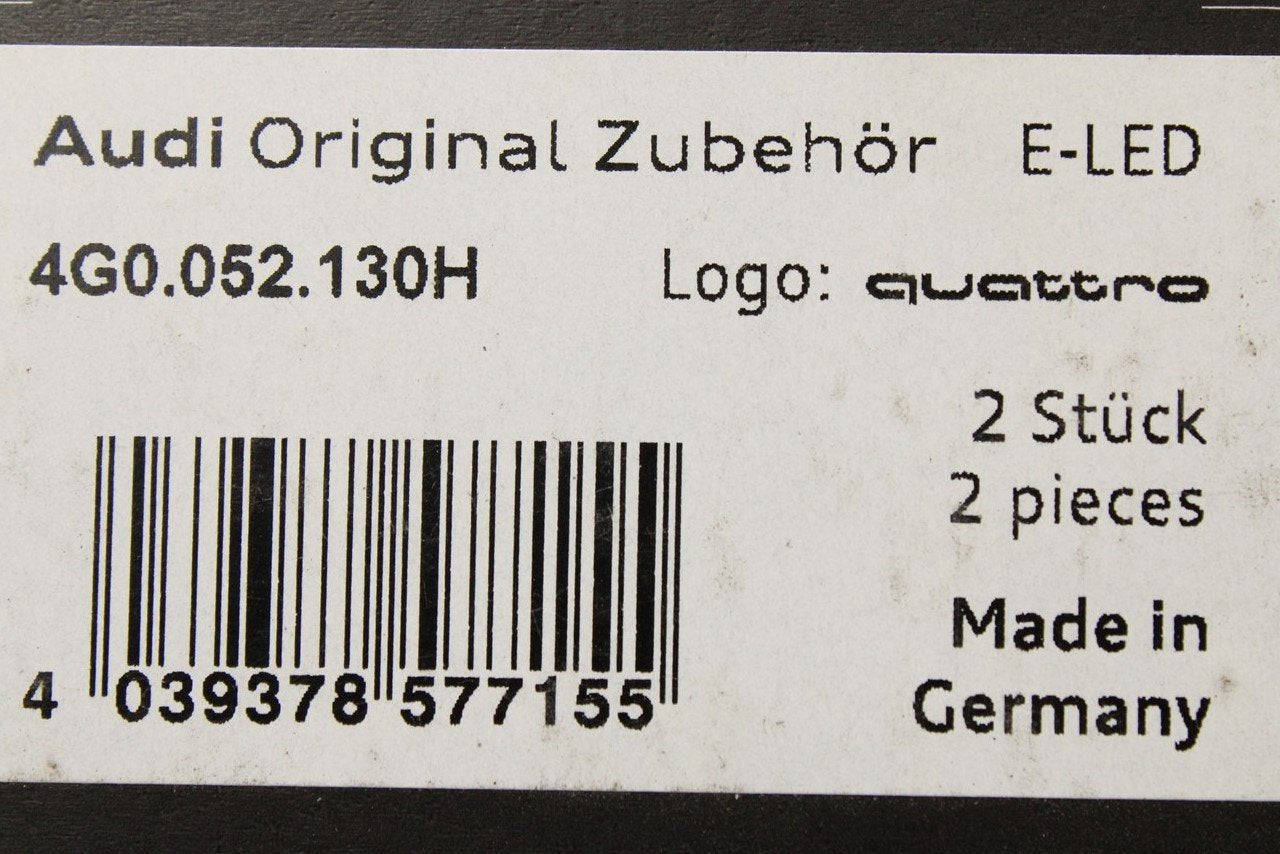 Audi Original Zubehör E-LED
4G0.052.130H Logo: quattro
2 Stück
2 pieces
Made in
Germany
4 039378 577155